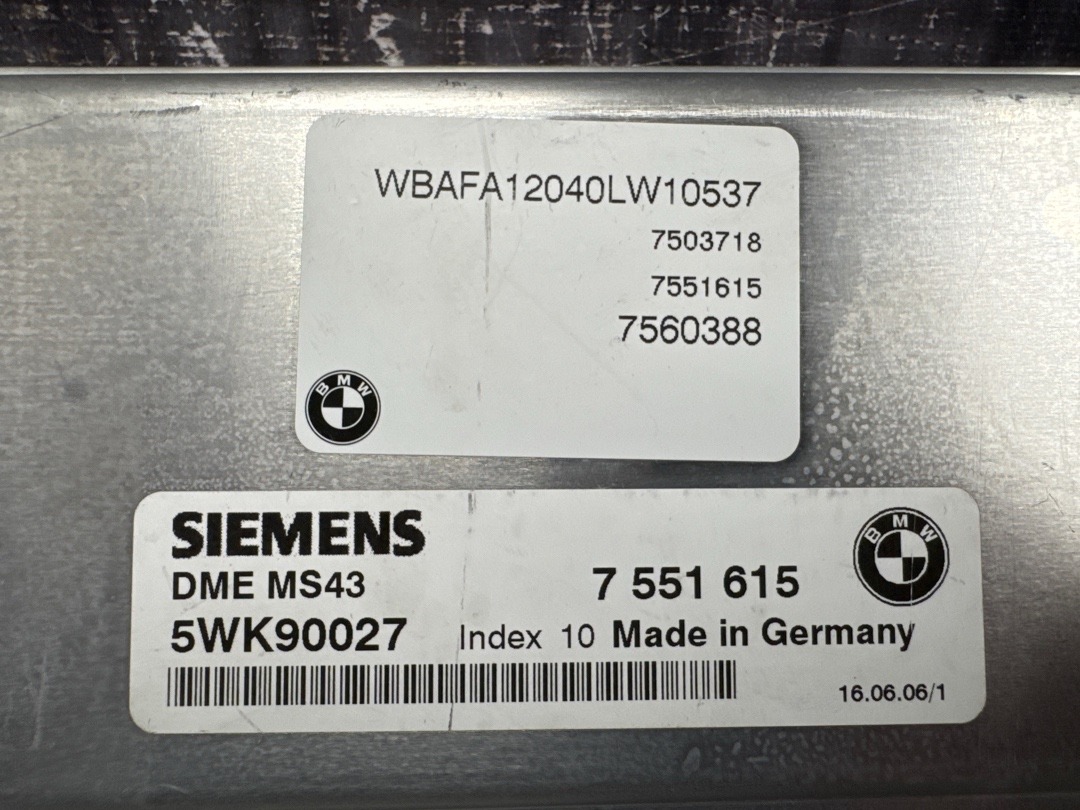 WBAFA12040LW10537
7503718
7551615
7560388
BMW
SIEMENS
DME MS43
7 551 615
BMW
5WK90027 Index 10 Made in Germany
16.06.06/1